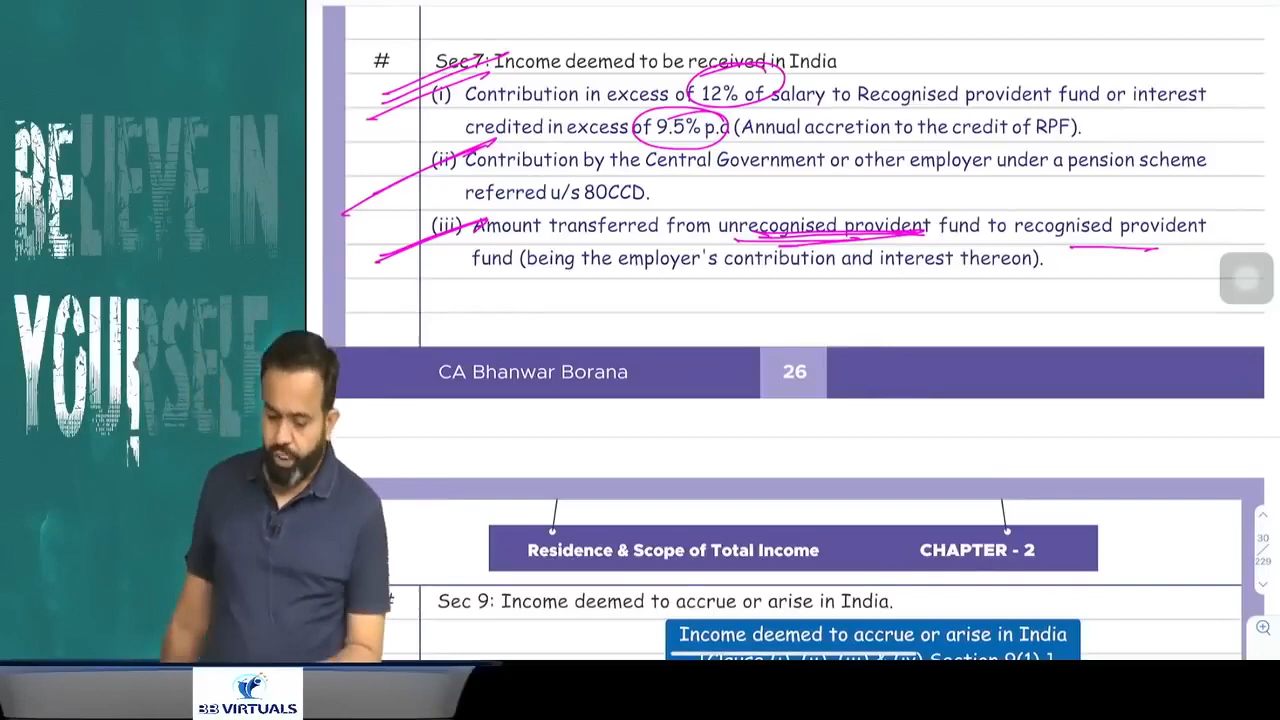 BELIEVE IN
YOURSELF
# Sec 7: Income deemed to be received in India
(i) Contribution in excess of 12% of salary to Recognised provident fund or interest
credited in excess of 9.5% p.a (Annual accretion to the credit of RPF).
(ii) Contribution by the Central Government or other employer under a pension scheme
referred u/s 80CCD.
(iii) Amount transferred from unrecognised provident fund to recognised provident
fund (being the employer's contribution and interest thereon).
CA Bhanwar Borana 26
Residence & Scope of Total Income CHAPTER - 2
30
229
Sec 9: Income deemed to accrue or arise in India.
Income deemed to accrue or arise in India
Section 9(1)
BB VIRTUALS